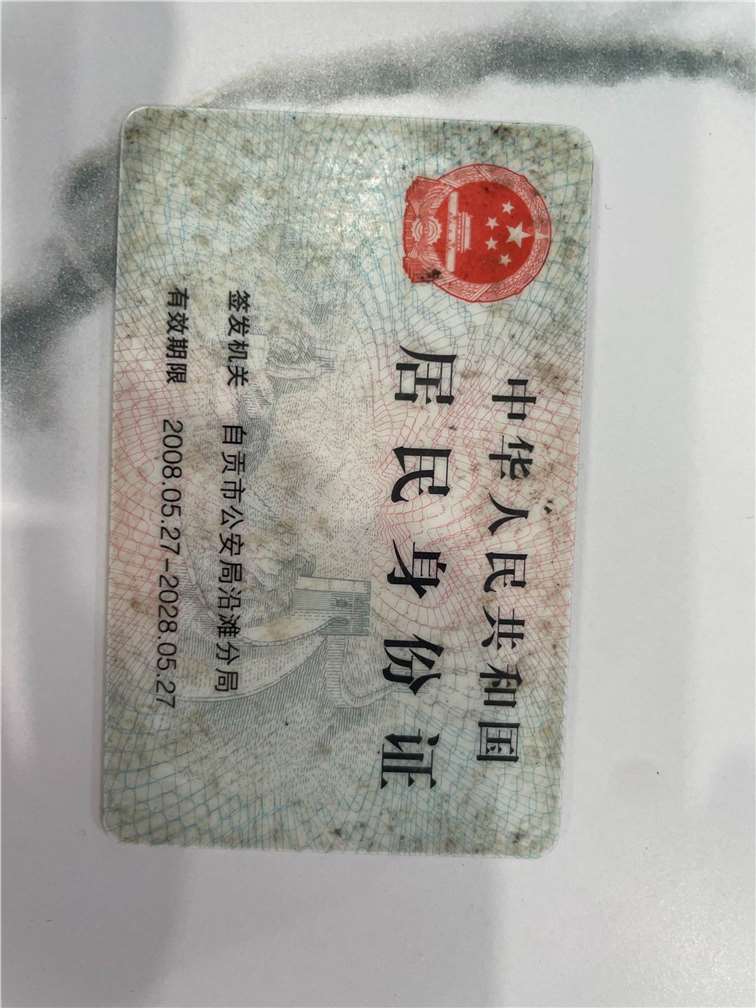 中华人民共和国
居民身份证
签发机关 自贡市公安局沿滩分局
有效期限 2008.05.27-2028.05.27